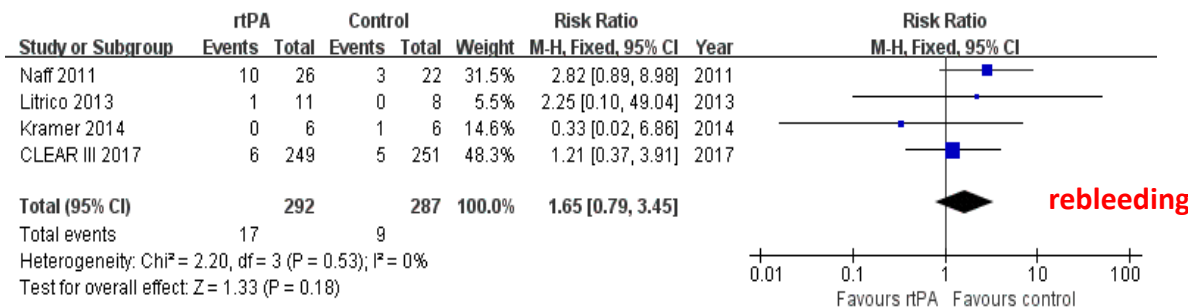 rtPA Control Risk Ratio Risk Ratio
Study or Subgroup Events Total Events Total Weight M-H, Fixed, 95% CI Year M-H, Fixed, 95% CI
Naff 2011 10 26 3 22 31.5% 2.82 [0.89, 8.98] 2011
Litrico 2013 1 11 0 8 5.5% 2.25 [0.10, 49.04] 2013
Kramer 2014 0 6 1 6 14.6% 0.33 [0.02, 6.86] 2014
CLEAR III 2017 6 249 5 251 48.3% 1.21 [0.37, 3.91] 2017
Total (95% CI) 292 287 100.0% 1.65 [0.79, 3.45] rebleeding
Total events 17 9
Heterogeneity: Chi² = 2.20, df = 3 (P = 0.53); I² = 0%
Test for overall effect: Z = 1.33 (P = 0.18)
0.01 0.1 1 10 100
Favours rtPA Favours control